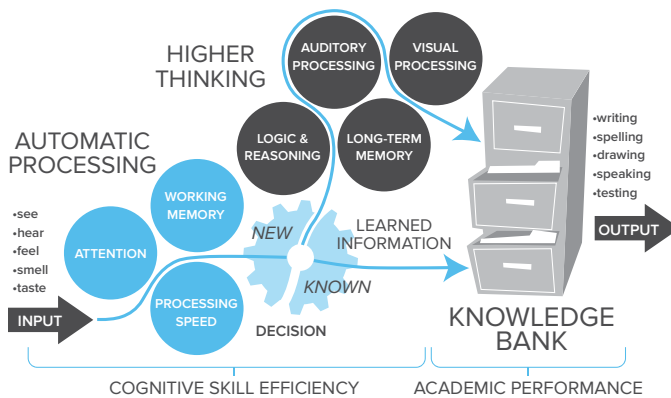 HIGHER
THINKING
AUDITORY
PROCESSING
VISUAL
PROCESSING
LOGIC &
REASONING
LONG-TERM
MEMORY
AUTOMATIC
PROCESSING
•see
•hear
•feel
•smell
•taste
INPUT
ATTENTION
WORKING
MEMORY
PROCESSING
SPEED
NEW
KNOWN
DECISION
LEARNED
INFORMATION
•writing
•spelling
•drawing
•speaking
•testing
OUTPUT
KNOWLEDGE
BANK
COGNITIVE SKILL EFFICIENCY
ACADEMIC PERFORMANCE